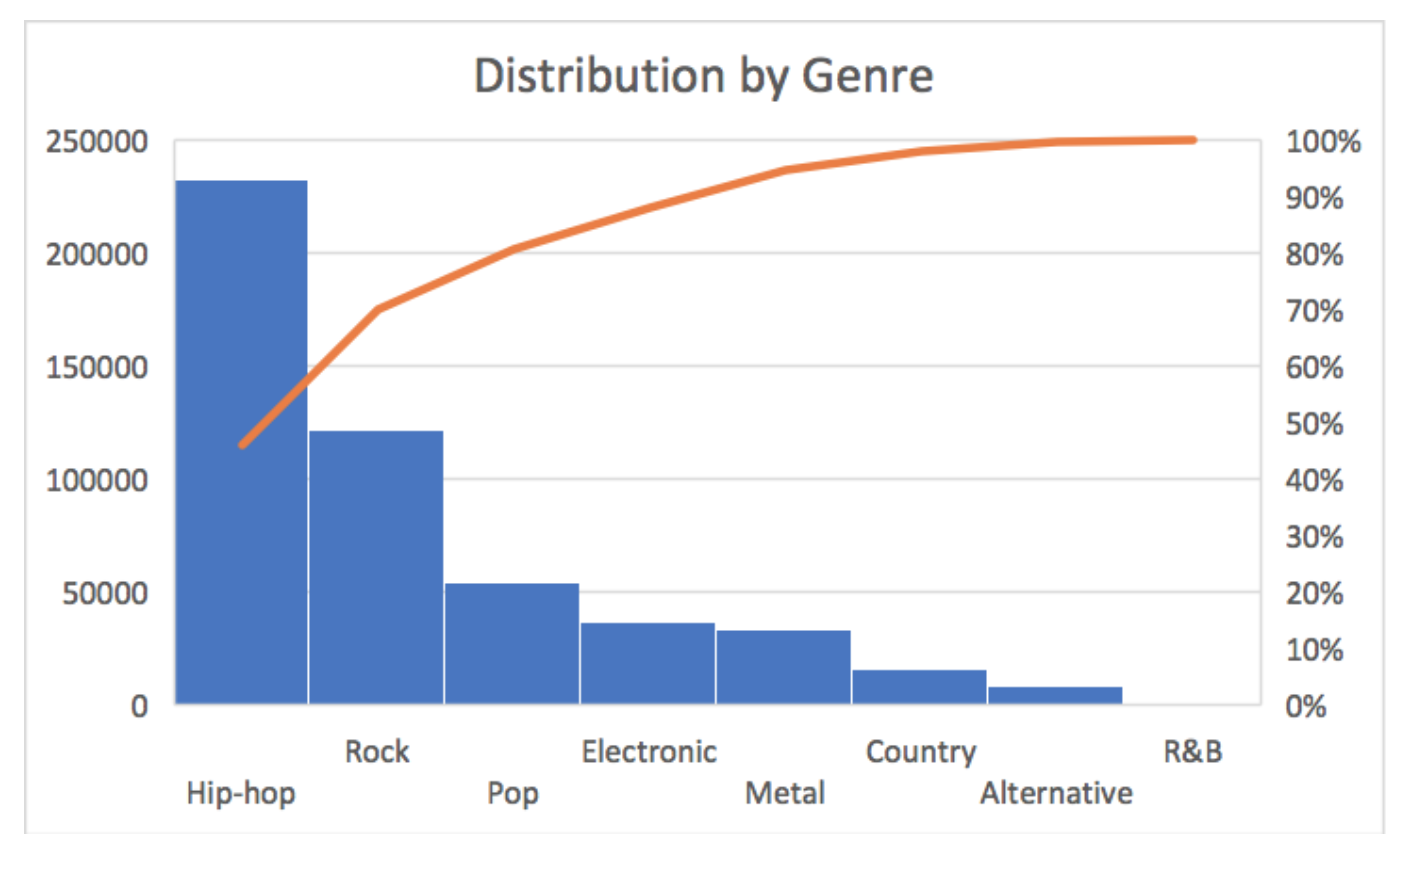 Distribution by Genre
250000
200000
150000
100000
50000
0
100%
90%
80%
70%
60%
50%
40%
30%
20%
10%
0%
Hip-hop
Rock
Pop
Electronic
Metal
Country
Alternative
R&B